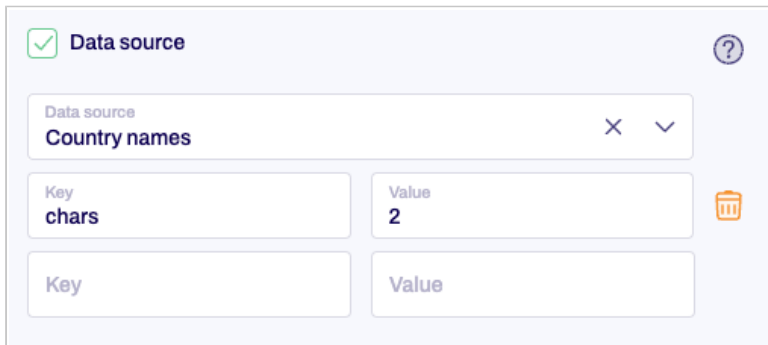 Data source
?
Data source
Country names
Key
chars
Value
2
Key
Value